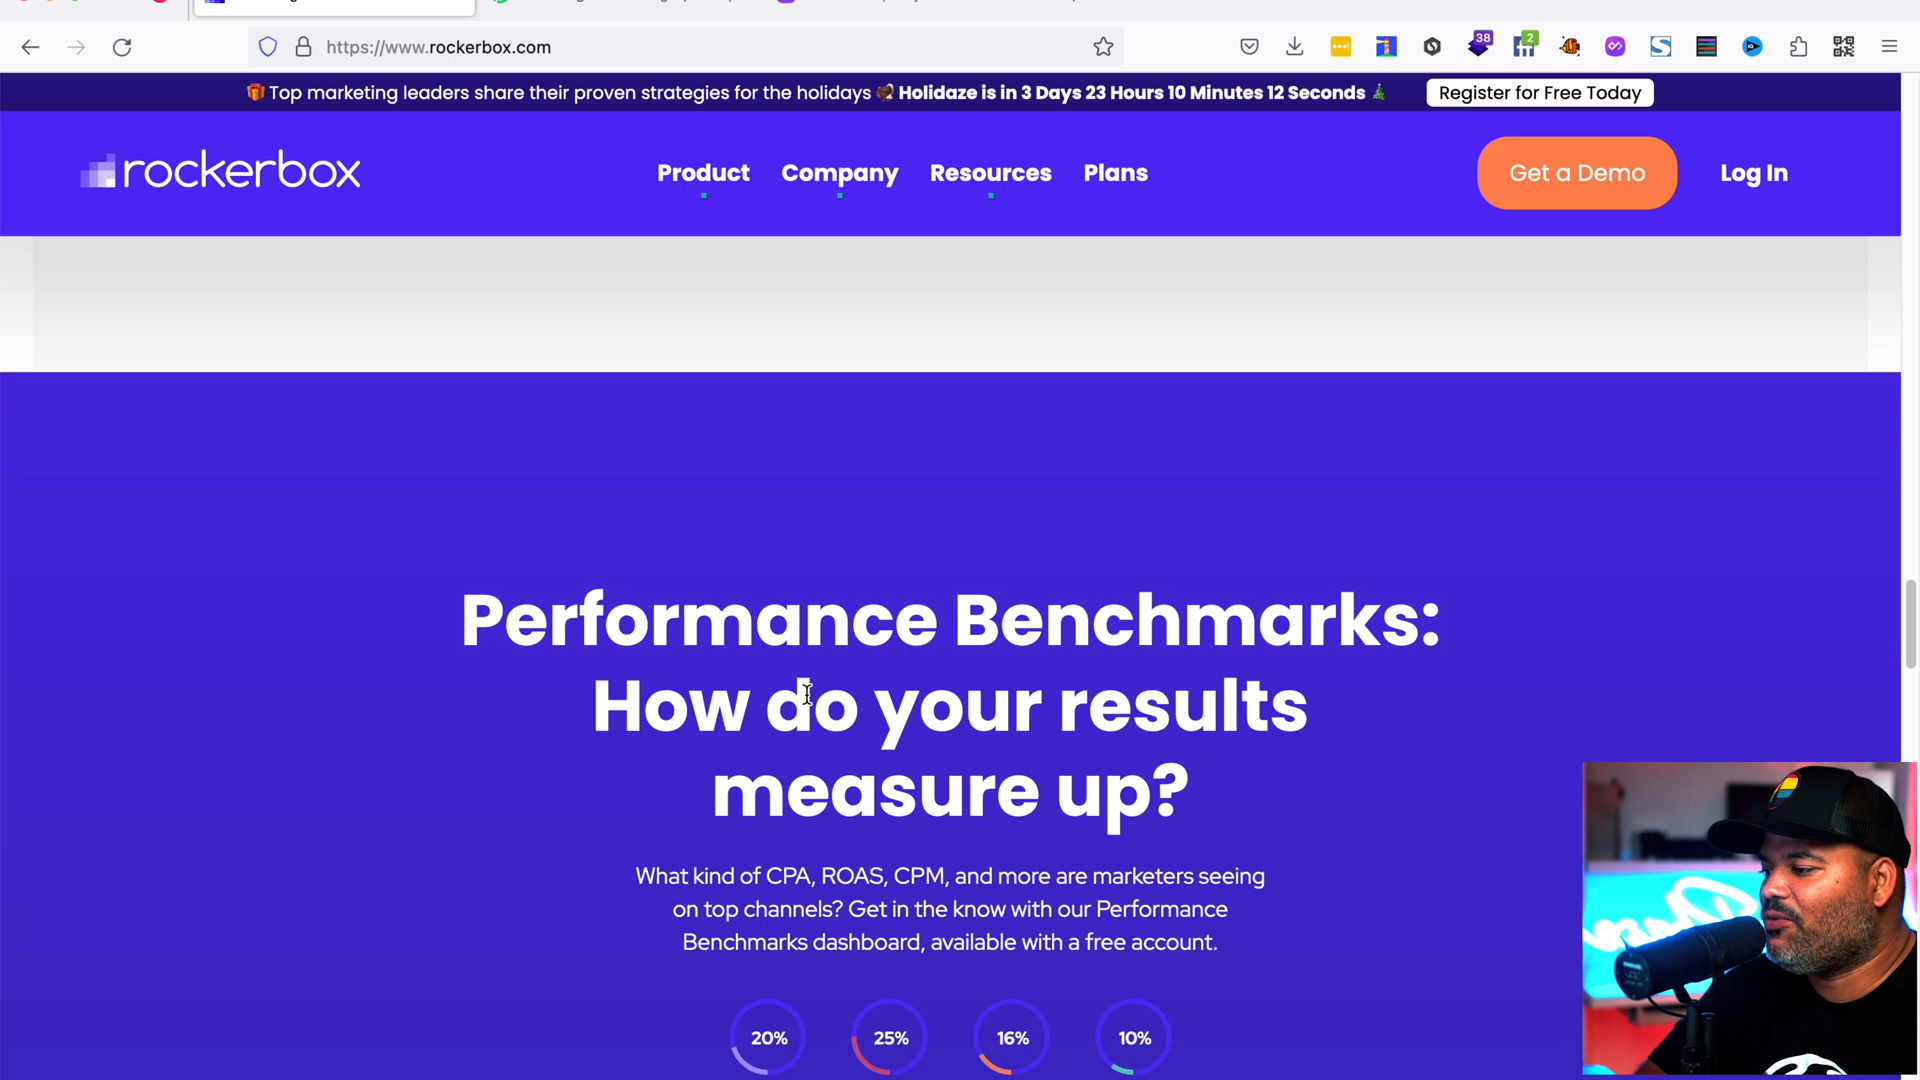 https://www.rockerbox.com
38
2
Top marketing leaders share their proven strategies for the holidays Holidaze is in 3 Days 23 Hours 10 Minutes 12 Seconds Register for Free Today
rockerbox
Product Company Resources Plans Get a Demo Log In
Performance Benchmarks:
How do your results
measure up?
What kind of CPA, ROAS, CPM, and more are marketers seeing
on top channels? Get in the know with our Performance
Benchmarks dashboard, available with a free account.
20% 25% 16% 10%